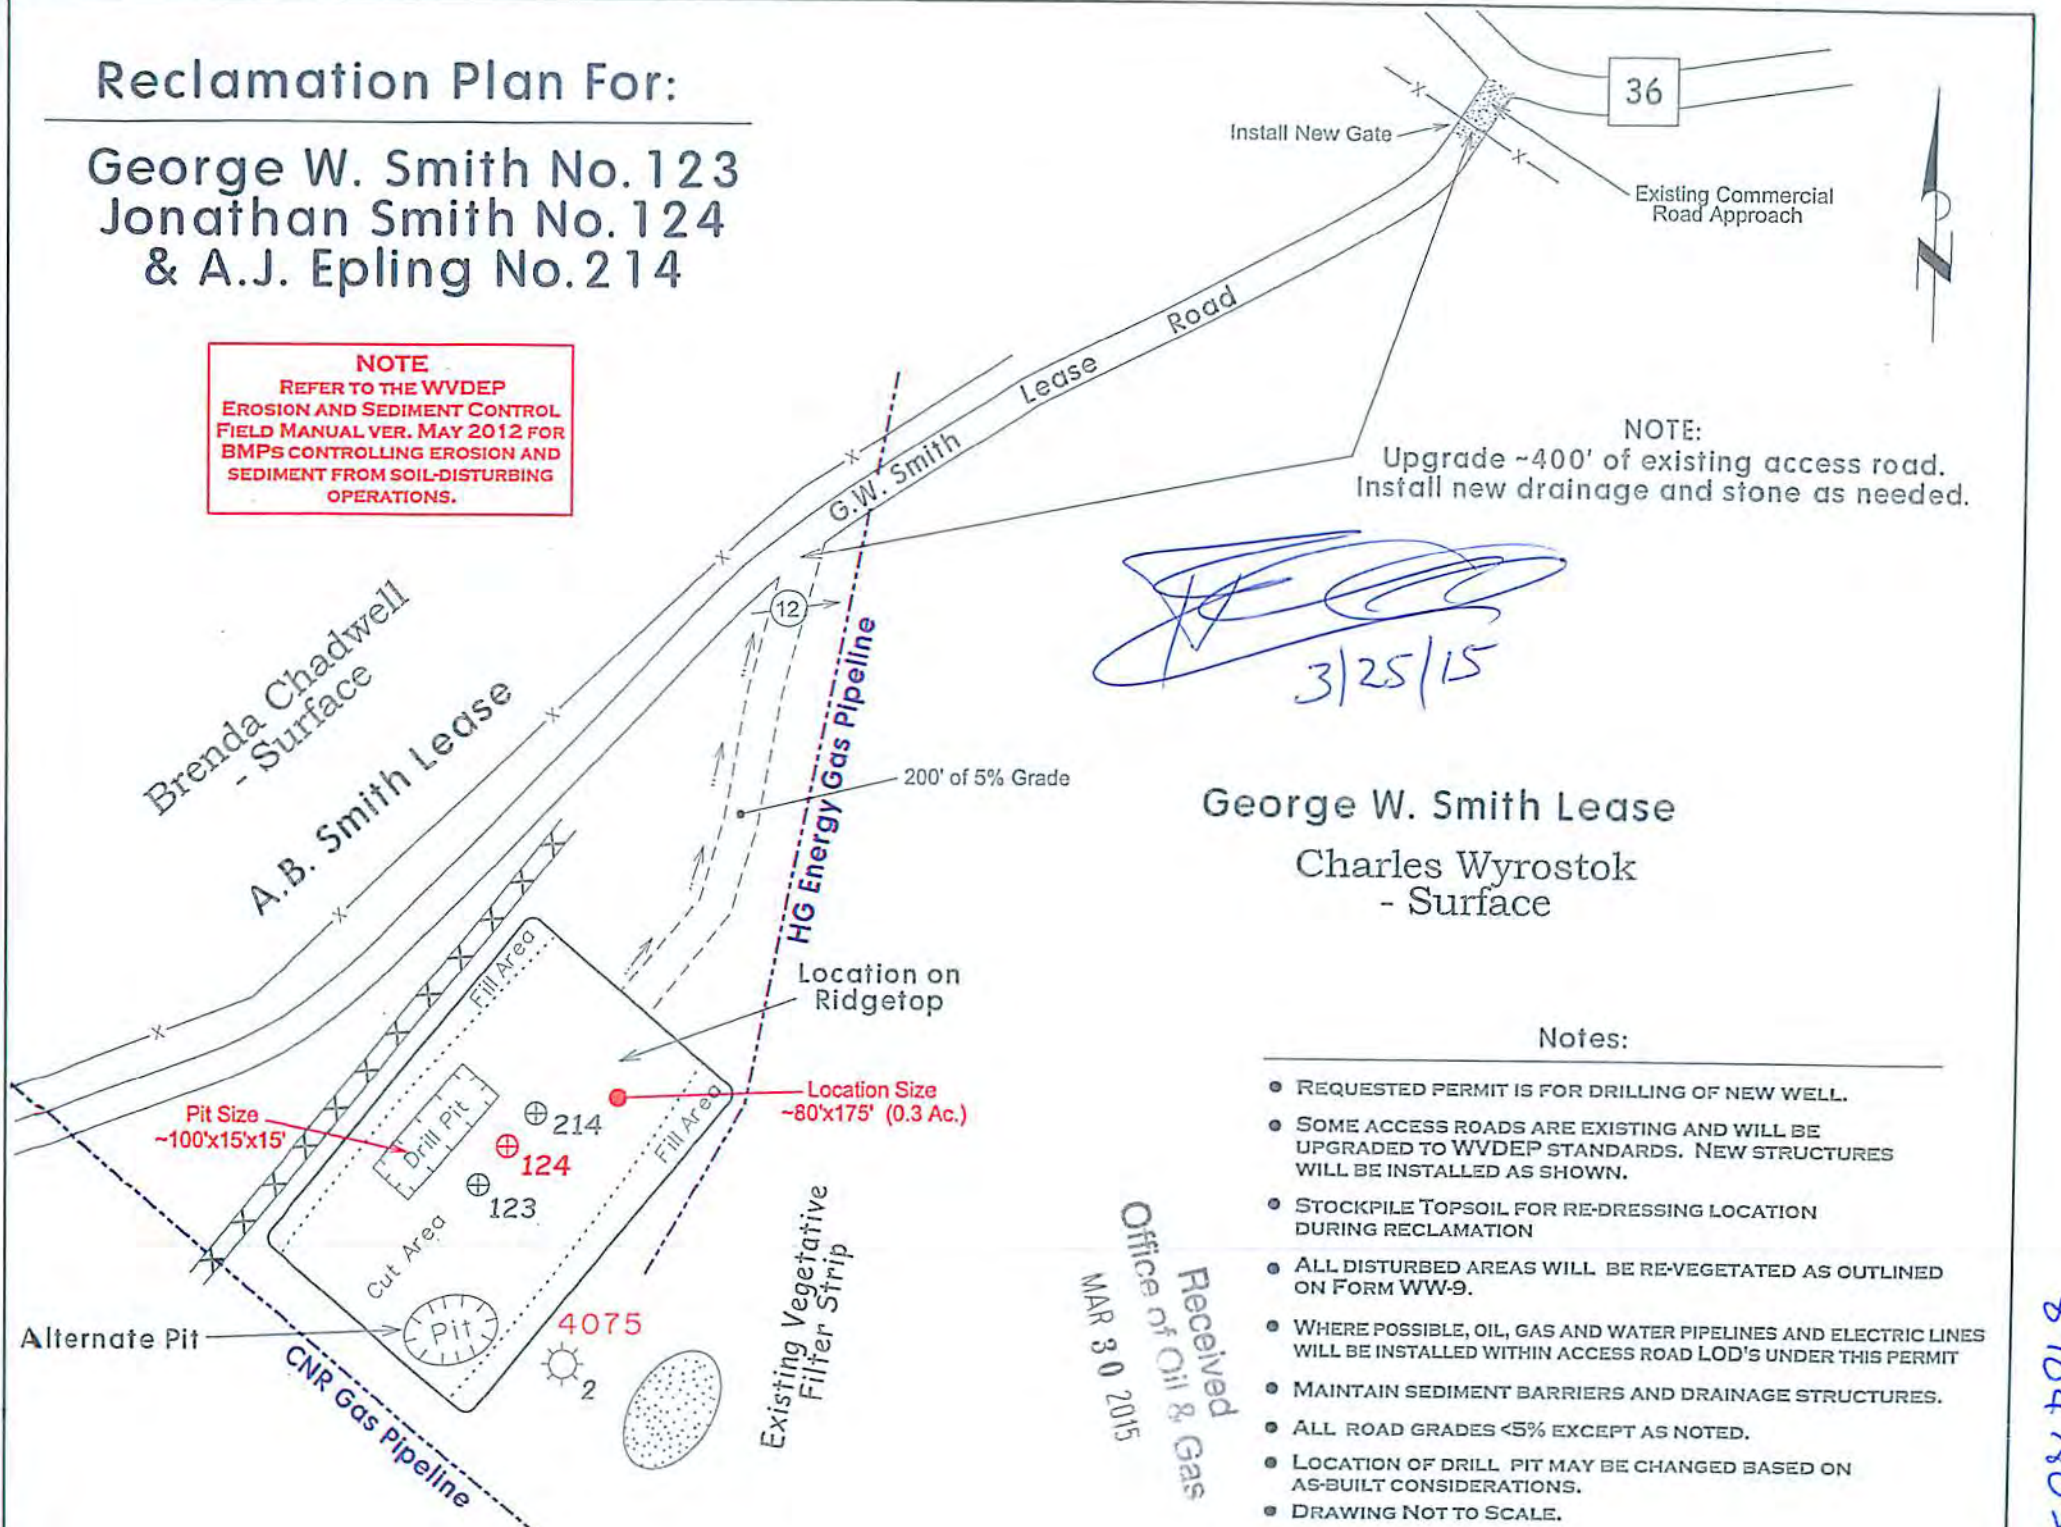 Reclamation Plan For:
George W. Smith No. 123
Jonathan Smith No. 124
& A.J. Epling No. 214
NOTE
REFER TO THE WVDEP
EROSION AND SEDIMENT CONTROL
FIELD MANUAL VER. MAY 2012 FOR
BMPS CONTROLLING EROSION AND
SEDIMENT FROM SOIL-DISTURBING
OPERATIONS.
36
Install New Gate
Existing Commercial
Road Approach
N
G.W. Smith Lease Road
NOTE:
Upgrade ~400' of existing access road.
Install new drainage and stone as needed.
3/25/15
12
Brenda Chadwell
- Surface
A.B. Smith Lease
HG Energy Gas Pipeline
200' of 5% Grade
George W. Smith Lease
Charles Wyrostok
- Surface
Location on
Ridgetop
Fill Area
Location Size
~80'x175' (0.3 Ac.)
Pit Size
~100'x15'x15'
Drill Pit
214
124
123
Fill Area
Cut Area
Alternate Pit
Pit
4075
2
CNR Gas Pipeline
Existing Vegetative
Filter Strip
Received
Office of Oil & Gas
MAR 30 2015
Notes:
REQUESTED PERMIT IS FOR DRILLING OF NEW WELL.
SOME ACCESS ROADS ARE EXISTING AND WILL BE
UPGRADED TO WVDEP STANDARDS. NEW STRUCTURES
WILL BE INSTALLED AS SHOWN.
STOCKPILE TOPSOIL FOR RE-DRESSING LOCATION
DURING RECLAMATION
ALL DISTURBED AREAS WILL BE RE-VEGETATED AS OUTLINED
ON FORM WW-9.
WHERE POSSIBLE, OIL, GAS AND WATER PIPELINES AND ELECTRIC LINES
WILL BE INSTALLED WITHIN ACCESS ROAD LOD'S UNDER THIS PERMIT
MAINTAIN SEDIMENT BARRIERS AND DRAINAGE STRUCTURES.
ALL ROAD GRADES <5% EXCEPT AS NOTED.
LOCATION OF DRILL PIT MAY BE CHANGED BASED ON
AS-BUILT CONSIDERATIONS.
DRAWING NOT TO SCALE.